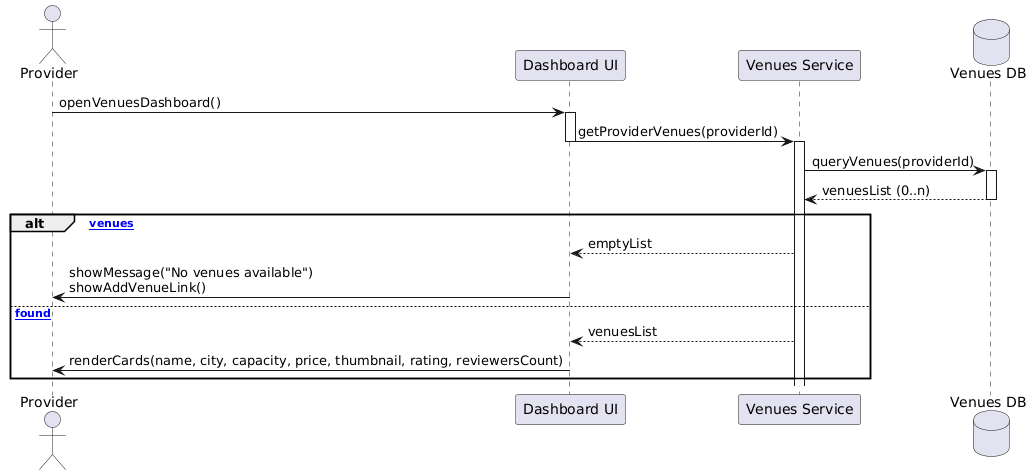 Provider
Dashboard UI
Venues Service
Venues DB
openVenuesDashboard()
getProviderVenues(providerId)
queryVenues(providerId)
venuesList (0..n)
alt
venues
emptyList
showMessage("No venues available")
showAddVenueLink()
found
venuesList
renderCards(name, city, capacity, price, thumbnail, rating, reviewersCount)
Provider
Dashboard UI
Venues Service
Venues DB